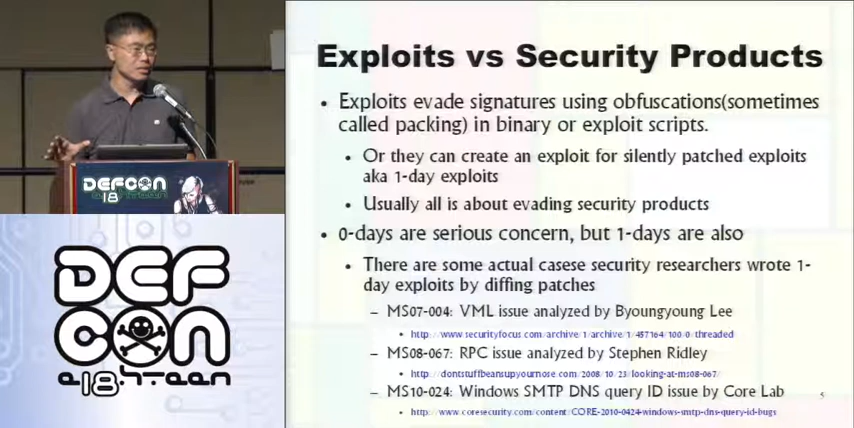 Exploits vs Security Products
• Exploits evade signatures using obfuscations(sometimes
called packing) in binary or exploit scripts.
• Or they can create an exploit for silently patched exploits
aka 1-day exploits
• Usually all is about evading security products
• 0-days are serious concern, but 1-days are also
• There are some actual casese security researchers wrote 1-
day exploits by diffing patches
– MS07-004: VML issue analyzed by Byoungyoung Lee
• http://www.securityfocus.com/archive/1/archive/1/457164/100/0/threaded
– MS08-067: RPC issue analyzed by Stephen Ridley
• http://dontstuffbeansupyournose.com/2008/10/23/looking-at-ms08-067/
– MS10-024: Windows SMTP DNS query ID issue by Core Lab
• http://www.coresecurity.com/content/CORE-2010-0424-windows-smtp-dns-query-id-bugs
5
DEFCON
18
DEF
CON
e18hteen